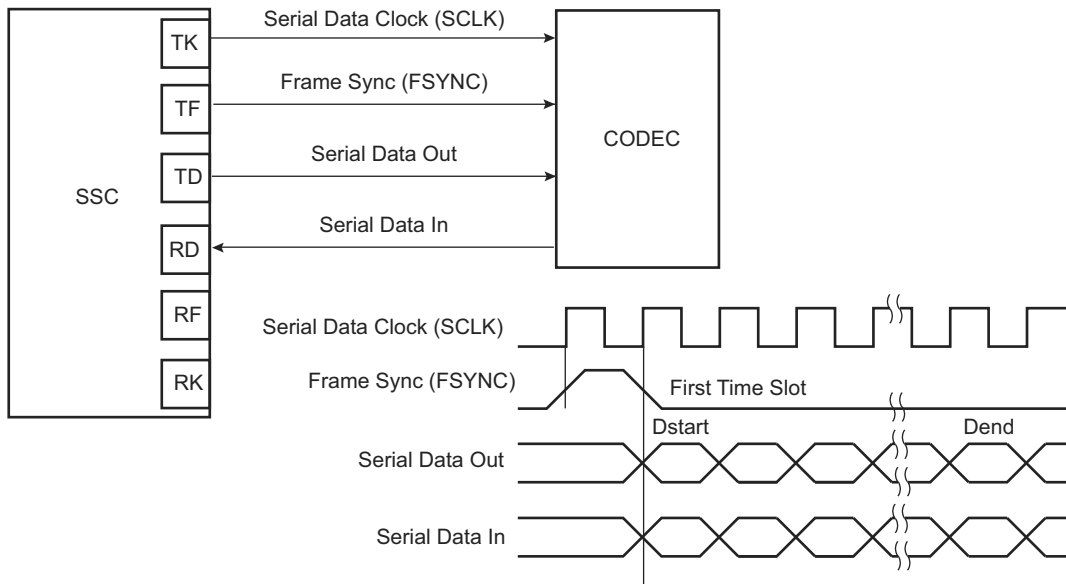 Serial Data Clock (SCLK)
TK
Frame Sync (FSYNC)
TF
CODEC
Serial Data Out
TD
SSC
Serial Data In
RD
RF
Serial Data Clock (SCLK)
RK
Frame Sync (FSYNC)
First Time Slot
Dstart
Dend
Serial Data Out
Serial Data In